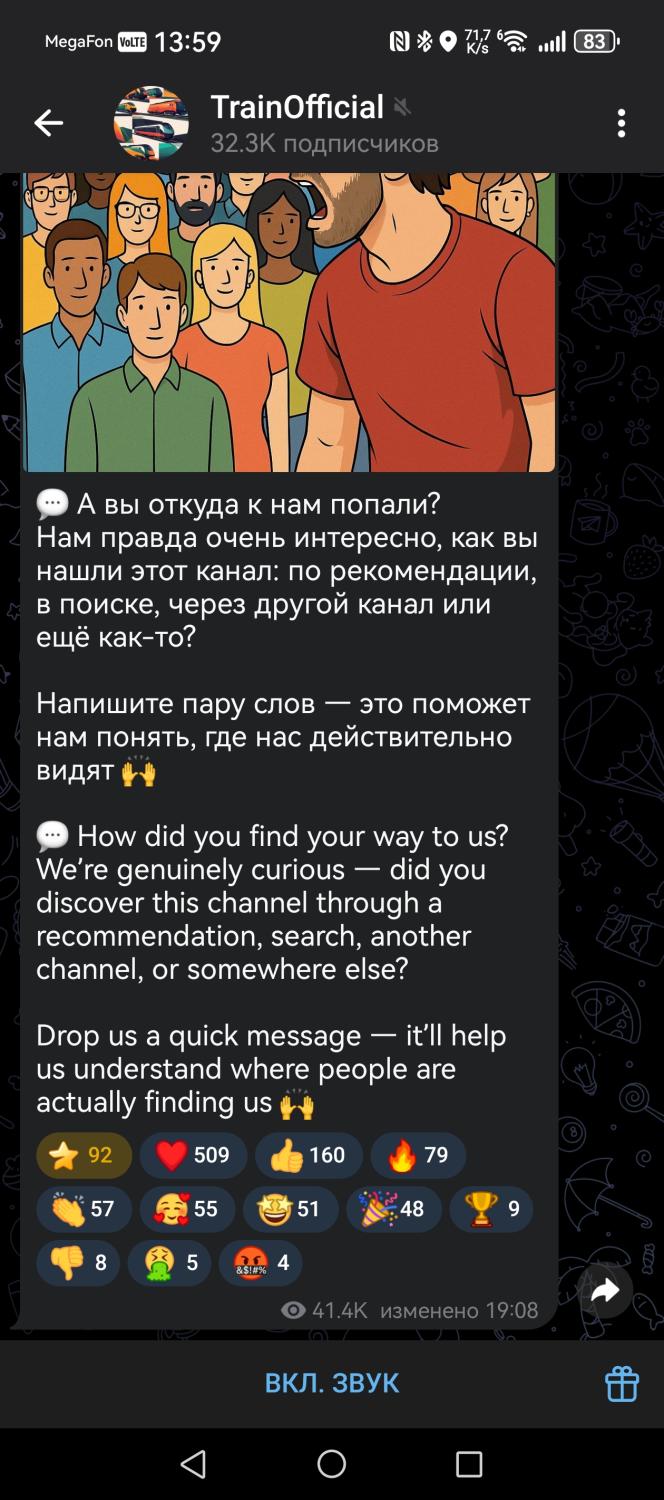 MegaFon VoLTE 13:59 71,7 K/s 6 83
TrainOfficial
32.3K подписчиков
💬 А вы откуда к нам попали?
Нам правда очень интересно, как вы
нашли этот канал: по рекомендации,
в поиске, через другой канал или
ещё как-то?
Напишите пару слов — это поможет
нам понять, где нас действительно
видят 🙌
💬 How did you find your way to us?
We’re genuinely curious — did you
discover this channel through a
recommendation, search, another
channel, or somewhere else?
Drop us a quick message — it’ll help
us understand where people are
actually finding us 🙌
⭐ 92 ❤️ 509 👍 160 🔥 79
👏 57 🥰 55 🤩 51 🎉 48 🏆 9
👎 8 🤮 5 🤬 4
41.4K изменено 19:08
ВКЛ. ЗВУК